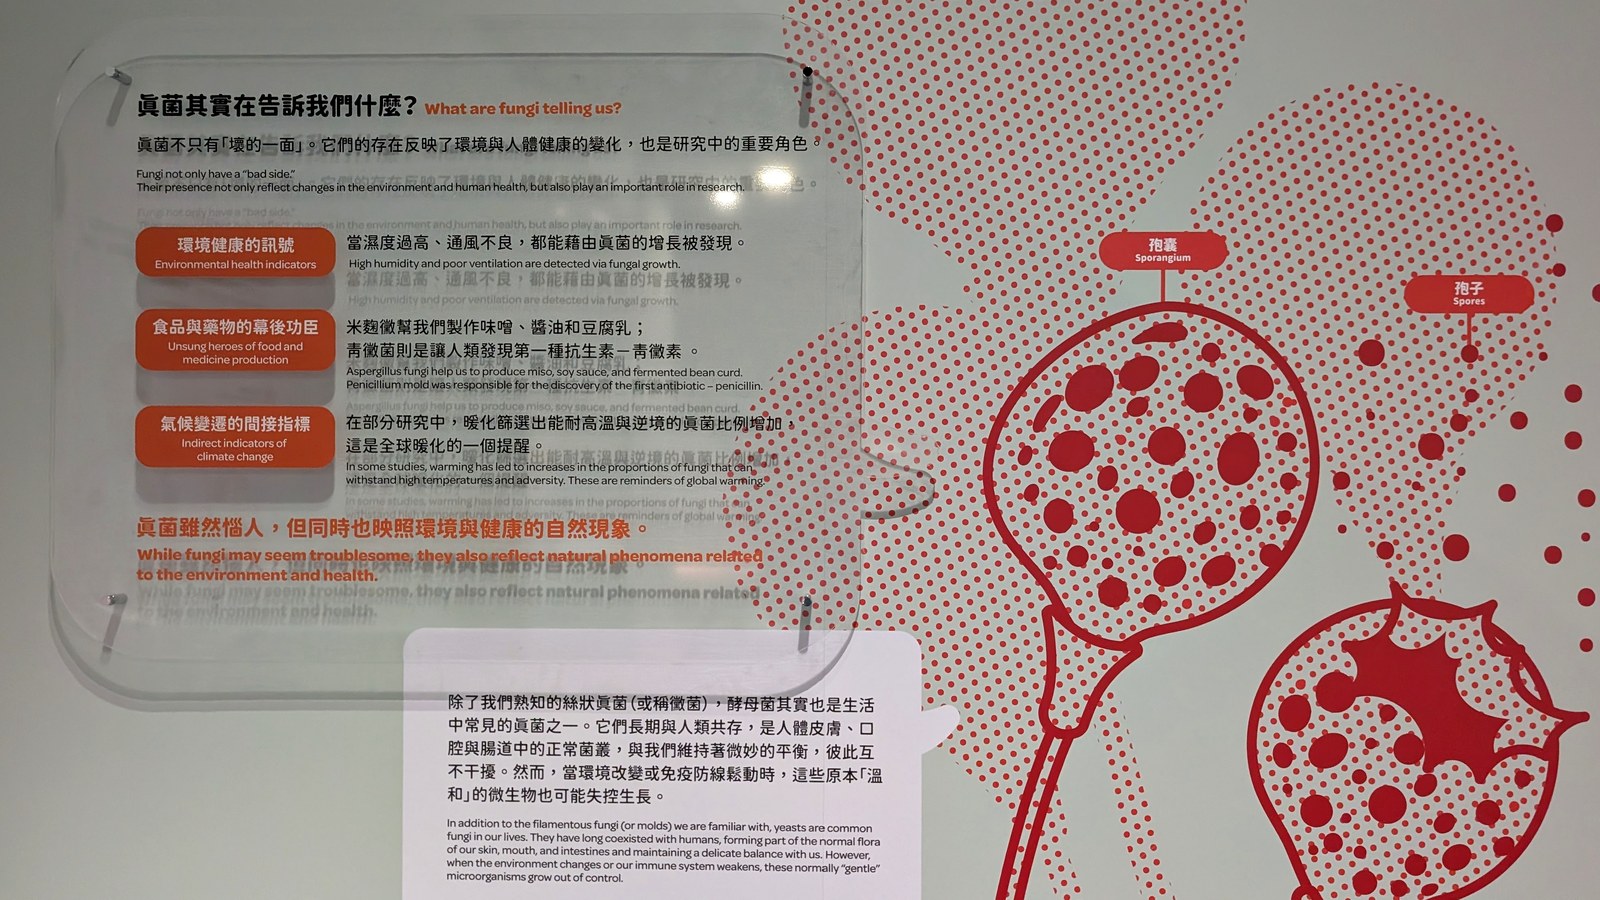 眞菌其實在告訴我們什麼? What are fungi telling us?
眞菌不只有「壞的一面」。它們的存在反映了環境與人體健康的變化，也是研究中的重要角色。
Fungi not only have a "bad side."
Their presence not only reflect changes in the environment and human health, but also play an important role in research.
環境健康的訊號
Environmental health indicators
當濕度過高、通風不良，都能藉由眞菌的增長被發現。
High humidity and poor ventilation are detected via fungal growth.
食品與藥物的幕後功臣
Unsung heroes of food and
medicine production
米麴黴幫我們製作味噌、醬油和豆腐乳；
青黴菌則是讓人類發現第一種抗生素－青黴素 。
Aspergillus fungi help us to produce miso, soy sauce, and fermented bean curd.
Penicillium mold was responsible for the discovery of the first antibiotic – penicillin.
氣候變遷的間接指標
Indirect indicators of
climate change
在部分研究中，暖化篩選出能耐高溫與逆境的眞菌比例增加，
這是全球暖化的一個提醒。
In some studies, warming has led to increases in the proportions of fungi that can
withstand high temperatures and adversity. These are reminders of global warming.
眞菌雖然惱人，但同時也映照環境與健康的自然現象。
While fungi may seem troublesome, they also reflect natural phenomena related
to the environment and health.
除了我們熟知的絲狀眞菌（或稱黴菌），酵母菌其實也是生活
中常見的眞菌之一。它們長期與人類共存，是人體皮膚、口
腔與腸道中的正常菌叢，與我們維持著微妙的平衡，彼此互
不干擾。然而，當環境改變或免疫防線鬆動時，這些原本「溫
和」的微生物也可能失控生長。
In addition to the filamentous fungi (or molds) we are familiar with, yeasts are common
fungi in our lives. They have long coexisted with humans, forming part of the normal flora
of our skin, mouth, and intestines and maintaining a delicate balance with us. However,
when the environment changes or our immune system weakens, these normally "gentle"
microorganisms grow out of control.
孢囊
Sporangium
孢子
Spores